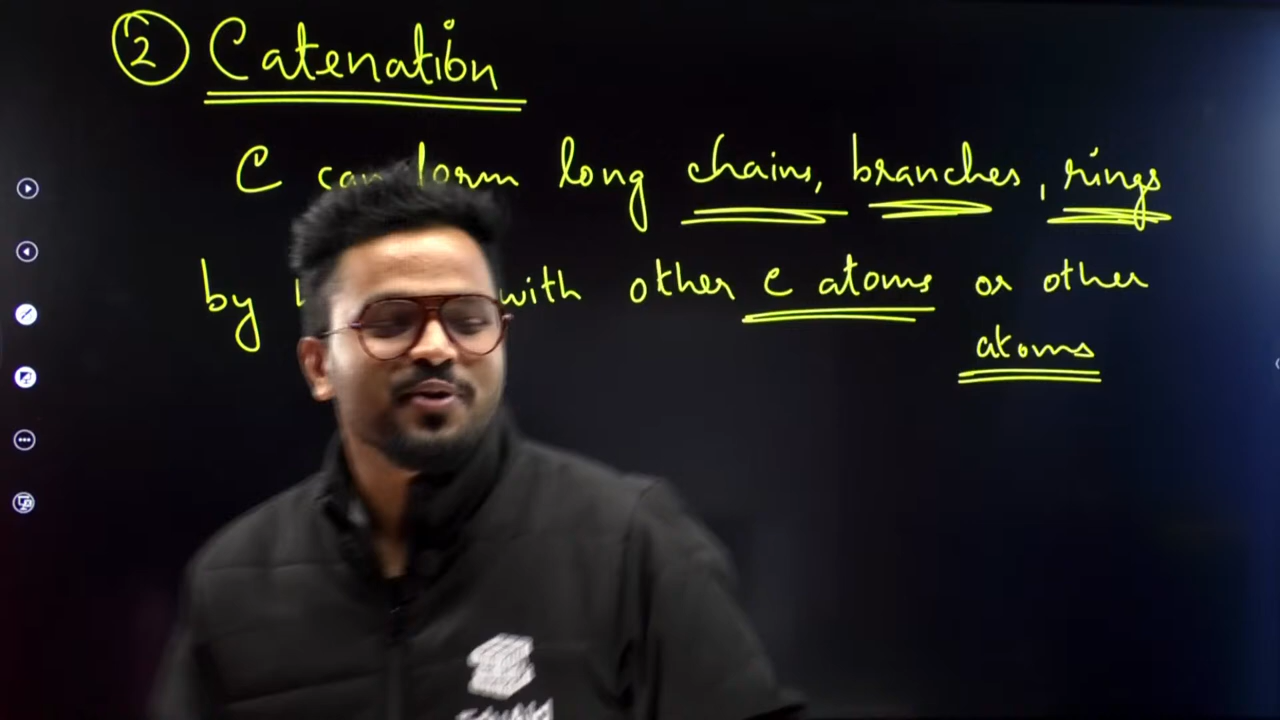 2 Catenation
C can form long chains, branches, rings
by with other C atoms or other
atoms